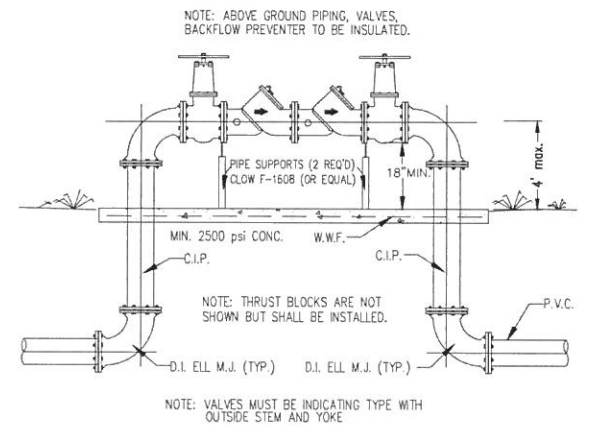 NOTE: ABOVE GROUND PIPING, VALVES,
BACKFLOW PREVENTER TO BE INSULATED.
PIPE SUPPORTS (2 REQ'D)
CLOW F-1608 (OR EQUAL)
18" MIN.
4' max.
MIN. 2500 psi CONC.
W.W.F.
C.I.P.
C.I.P.
NOTE: THRUST BLOCKS ARE NOT
SHOWN BUT SHALL BE INSTALLED.
P.V.C.
D.I. ELL M.J. (TYP.)
D.I. ELL M.J. (TYP.)
NOTE: VALVES MUST BE INDICATING TYPE WITH
OUTSIDE STEM AND YOKE